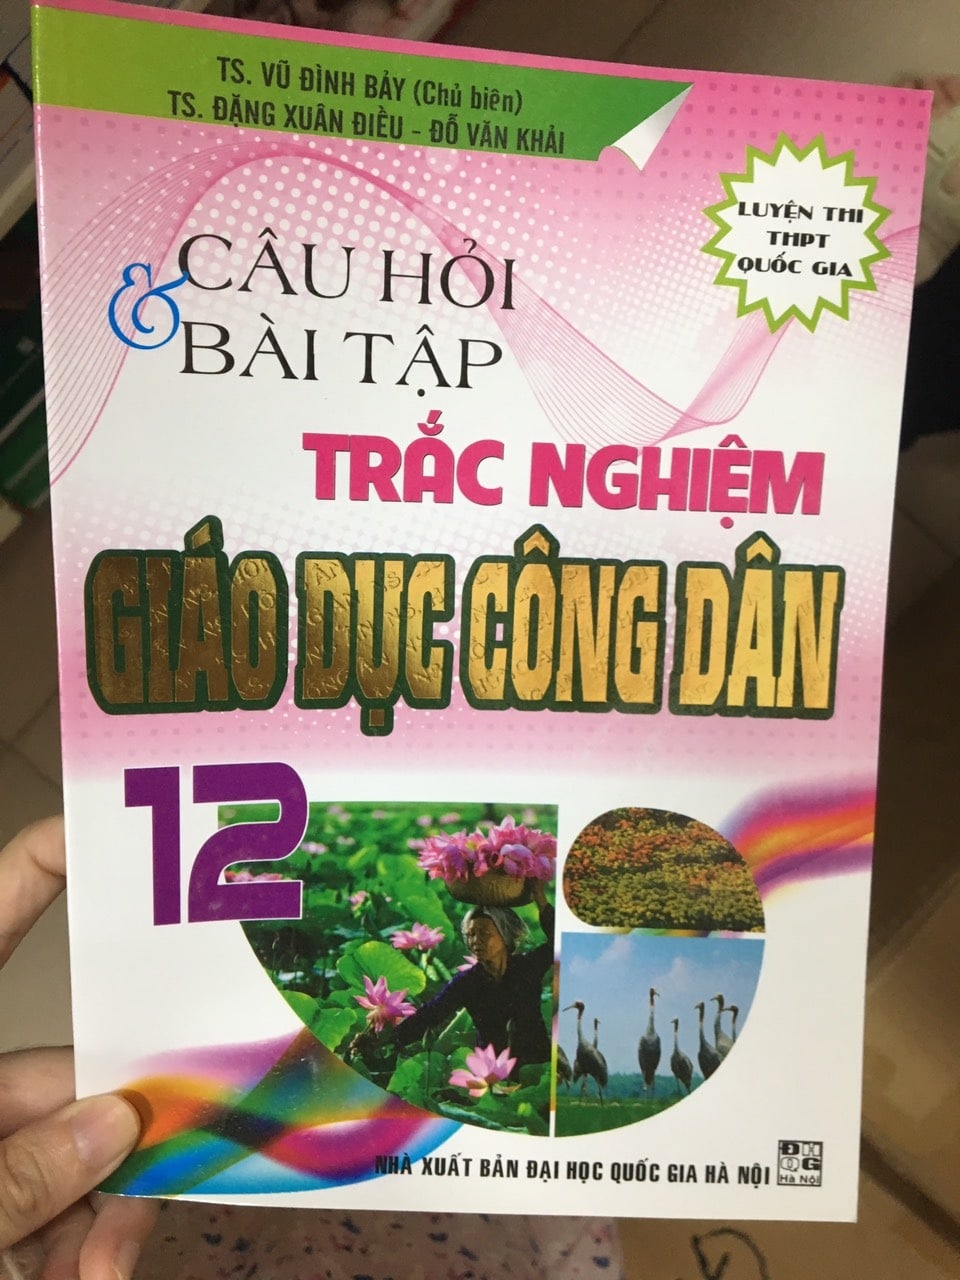 TS. VŨ ĐÌNH BẢY (Chủ biên)
TS. ĐẶNG XUÂN ĐIỀU - ĐỖ VĂN KHẢI
LUYỆN THI
THPT
QUỐC GIA
CÂU HỎI
& BÀI TẬP
TRẮC NGHIỆM
GIÁO DỤC CÔNG DÂN
12
NHÀ XUẤT BẢN ĐẠI HỌC QUỐC GIA HÀ NỘI
ĐH
QG
Hà Nội